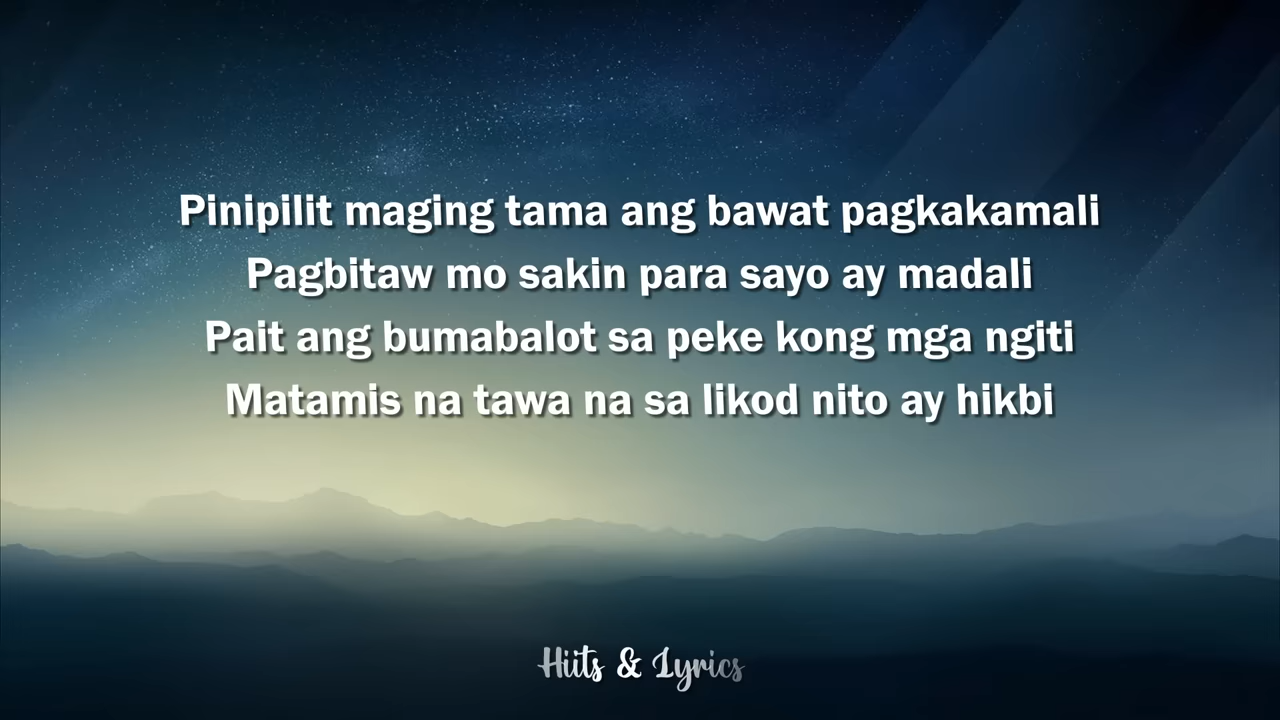 Pinipilit maging tama ang bawat pagkakamali
Pagbitaw mo sakin para sayo ay madali
Pait ang bumabalot sa peke kong mga ngiti
Matamis na tawa na sa likod nito ay hikbi
Hiits & Lyrics